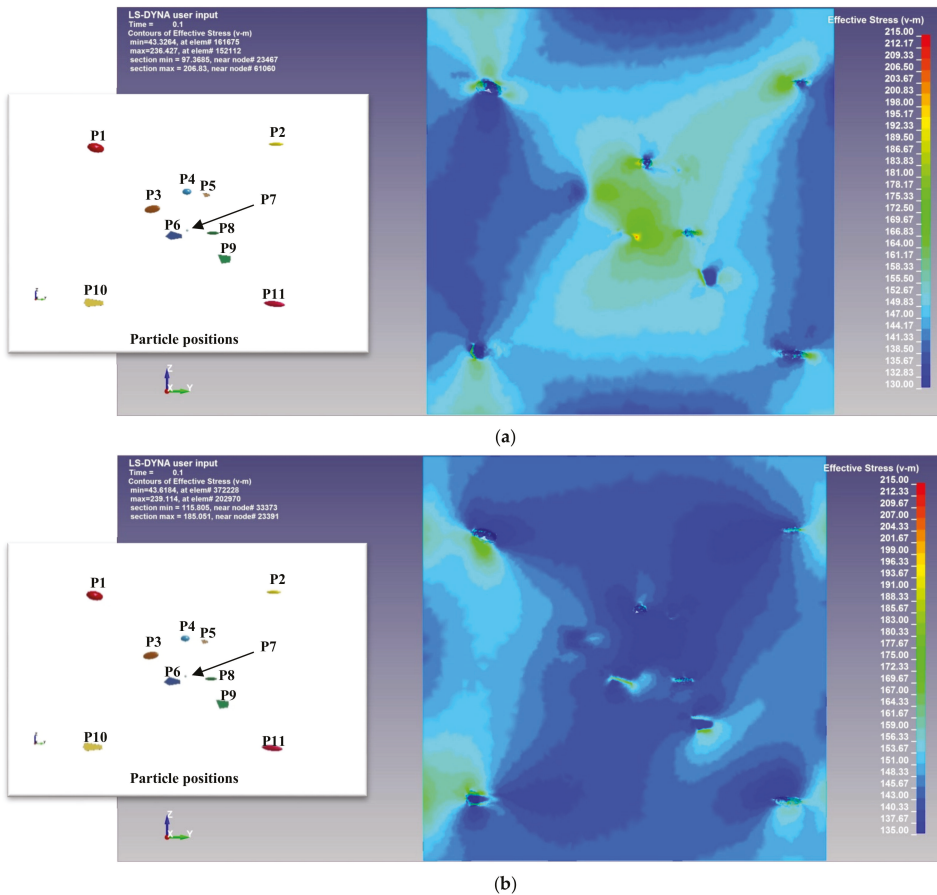 LS-DYNA user input
Time = 0.1
Contours of Effective Stress (v-m)
min=43.3264, at elem# 161675
max=236.427, at elem# 152112
section min = 97.3685, near node# 23467
section max = 206.83, near node# 61060
P1
P2
P3
P4
P5
P6
P7
P8
P9
P10
P11
Particle positions
Z
X
Y
Effective Stress (v-m)
215.00
212.17
209.33
206.50
203.67
200.83
198.00
195.17
192.33
189.50
186.67
183.83
181.00
178.17
175.33
172.50
169.67
166.83
164.00
161.17
158.33
155.50
152.67
149.83
147.00
144.17
141.33
138.50
135.67
132.83
130.00
(a)
LS-DYNA user input
Time = 0.1
Contours of Effective Stress (v-m)
min=43.6184, at elem# 372228
max=239.114, at elem# 202970
section min = 115.805, near node# 33373
section max = 185.051, near node# 23391
P1
P2
P3
P4
P5
P6
P7
P8
P9
P10
P11
Particle positions
Z
X
Y
Effective Stress (v-m)
215.00
212.33
209.67
207.00
204.33
201.67
199.00
196.33
193.67
191.00
188.33
185.67
183.00
180.33
177.67
175.00
172.33
169.67
167.00
164.33
161.67
159.00
156.33
153.67
151.00
148.33
145.67
143.00
140.33
137.67
135.00
(b)